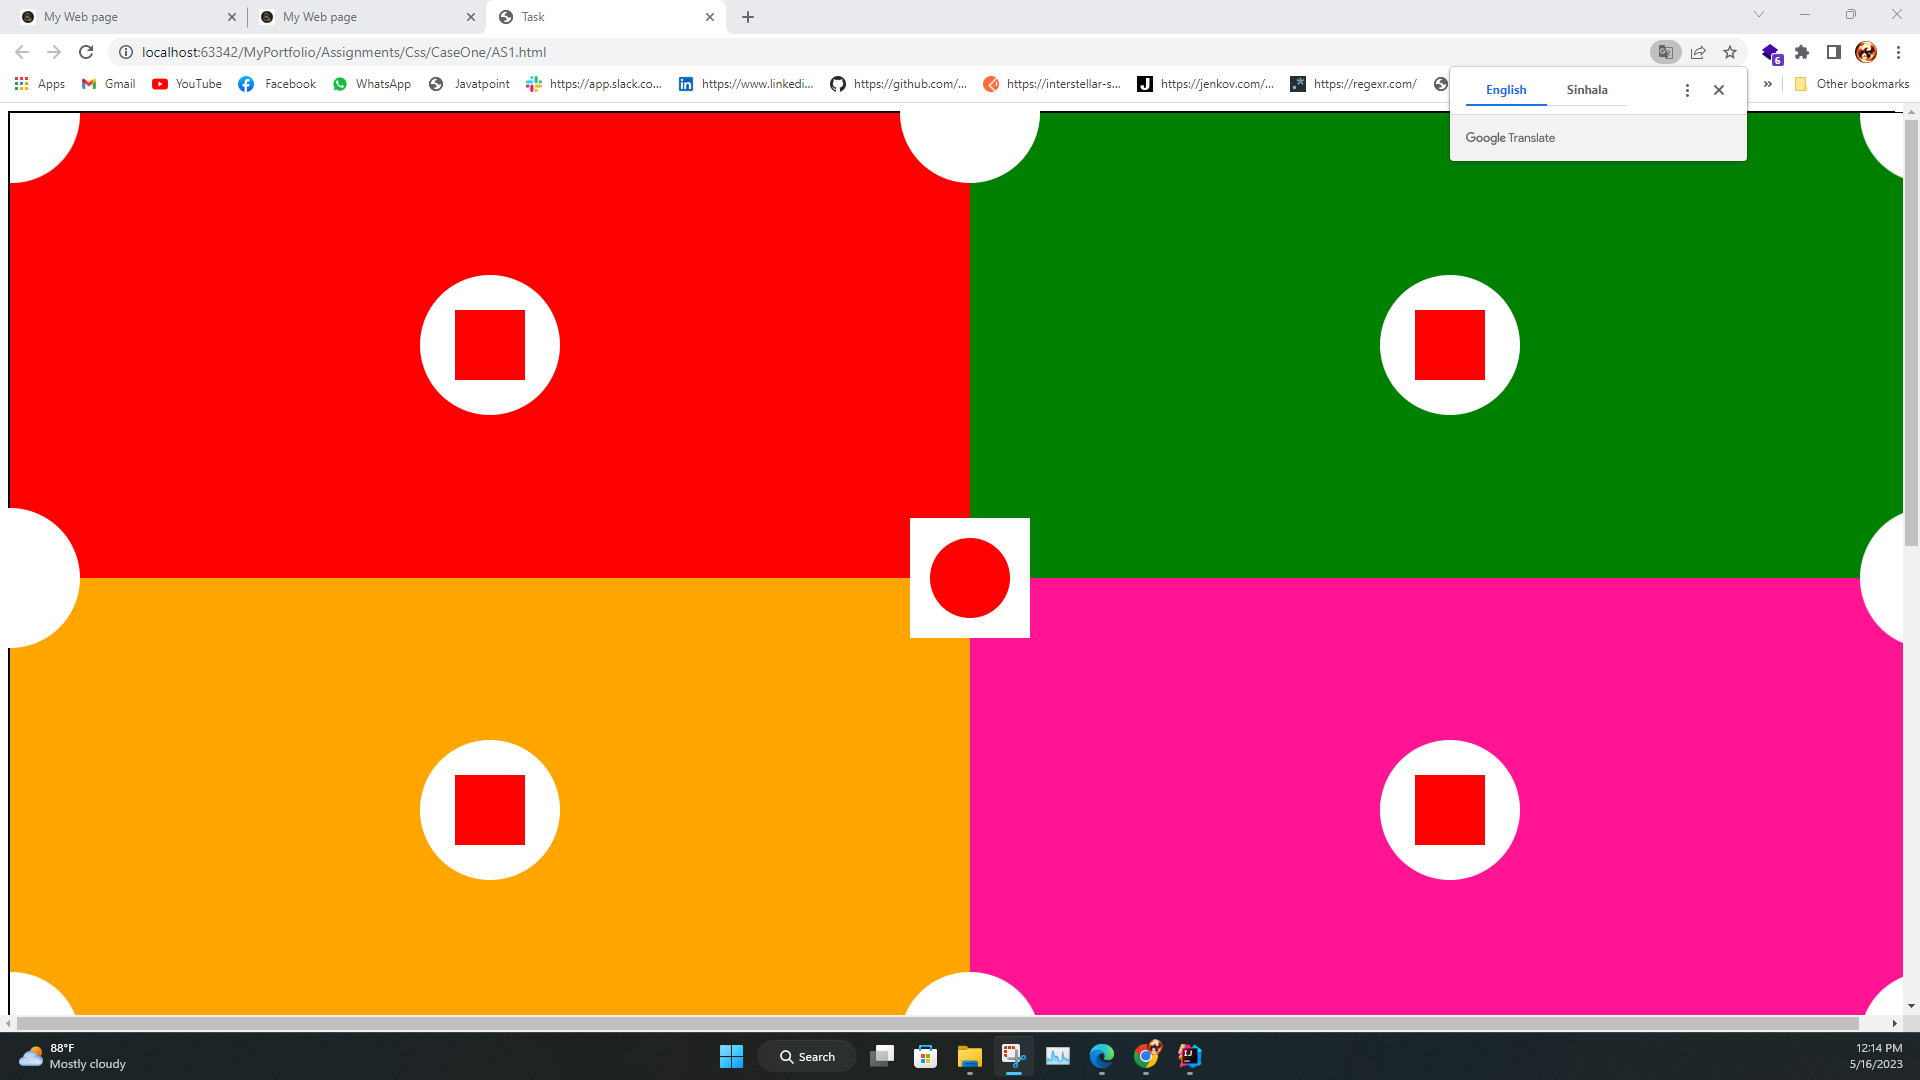 My Web page
My Web page
Task
localhost:63342/MyPortfolio/Assignments/Css/CaseOne/AS1.html
Apps
Gmail
YouTube
Facebook
WhatsApp
Javatpoint
https://app.slack.co...
https://www.linkedi...
https://github.com/...
https://interstellar-s...
https://jenkov.com/...
https://regexr.com/
»
Other bookmarks
6
English
Sinhala
Google Translate
88°F
Mostly cloudy
Search
12:14 PM
5/16/2023